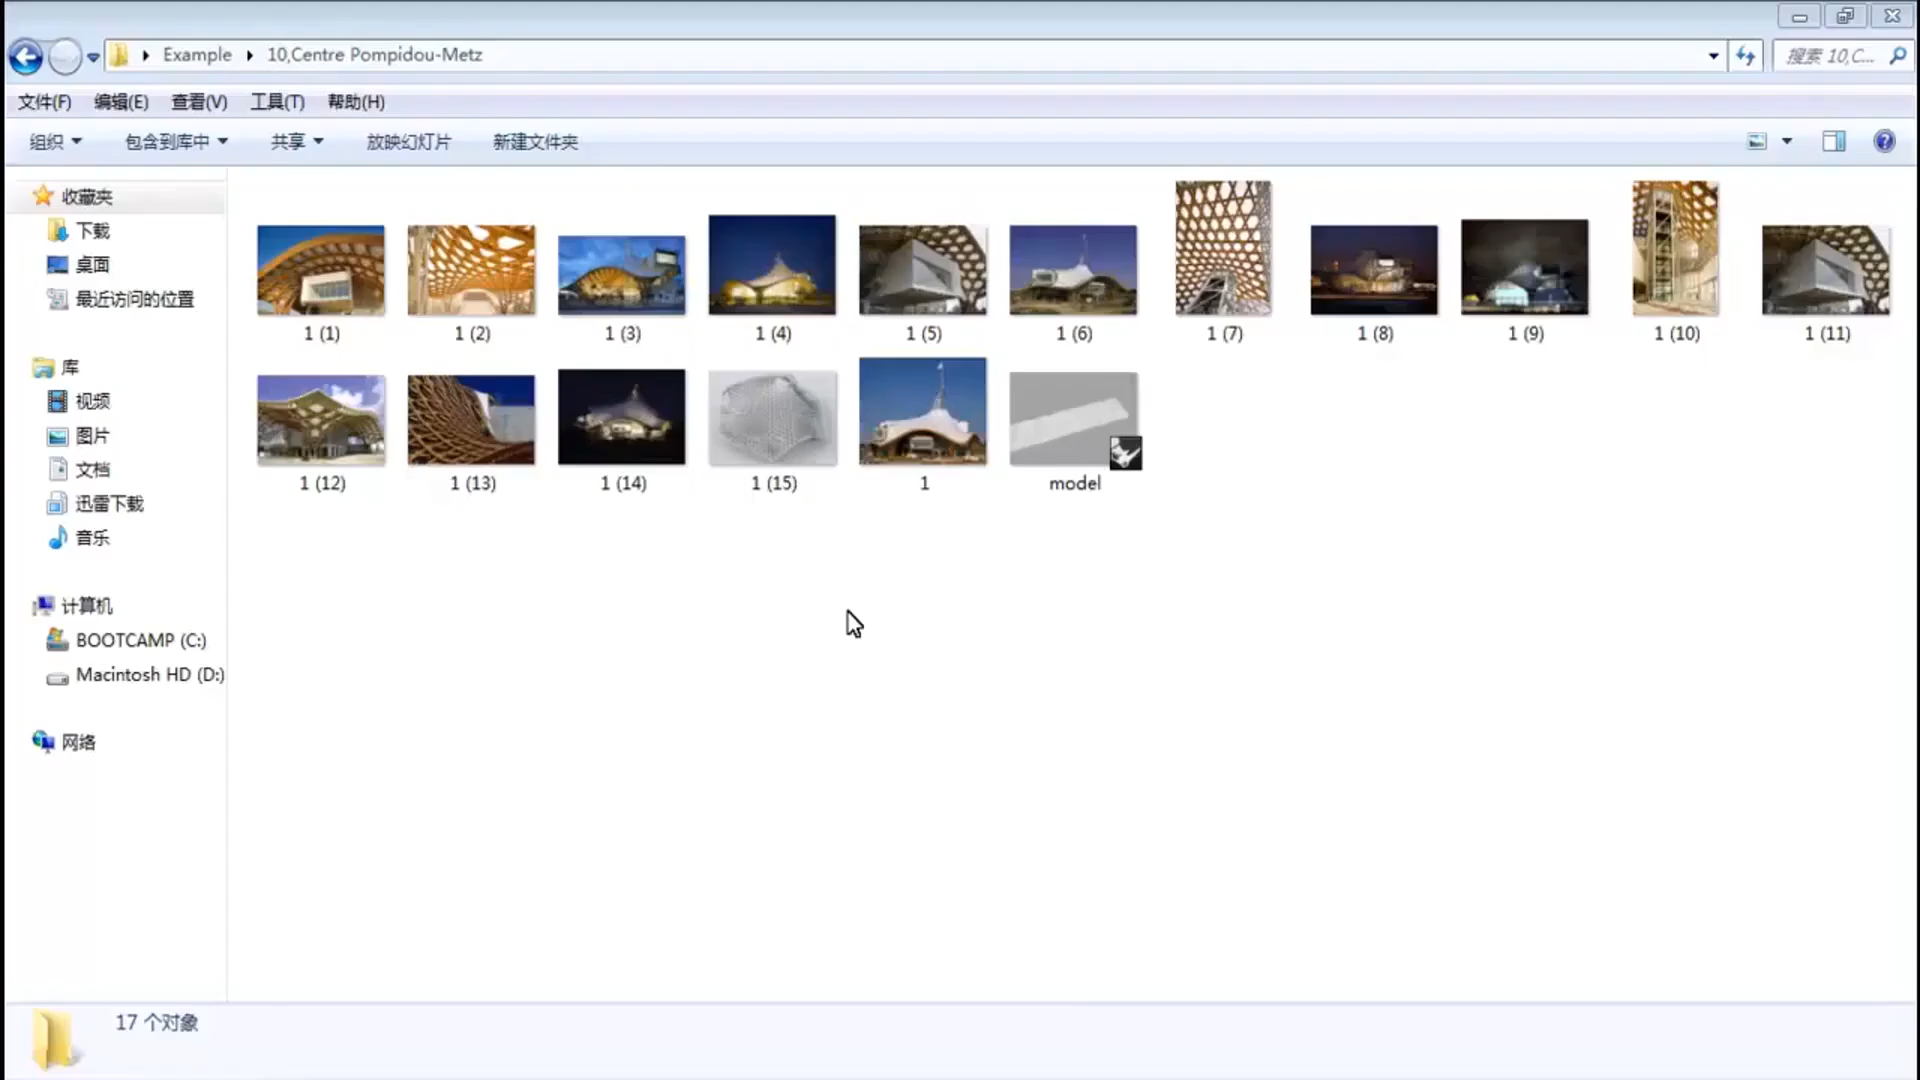 Example 10,Centre Pompidou-Metz 搜索 10,C...
文件(F) 编辑(E) 查看(V) 工具(T) 帮助(H)
组织 包含到库中 共享 放映幻灯片 新建文件夹
收藏夹
下载
桌面
最近访问的位置
库
视频
图片
文档
迅雷下载
音乐
计算机
BOOTCAMP (C:)
Macintosh HD (D:)
网络
1 (1) 1 (2) 1 (3) 1 (4) 1 (5) 1 (6) 1 (7) 1 (8) 1 (9) 1 (10) 1 (11)
1 (12) 1 (13) 1 (14) 1 (15) 1 model
17 个对象